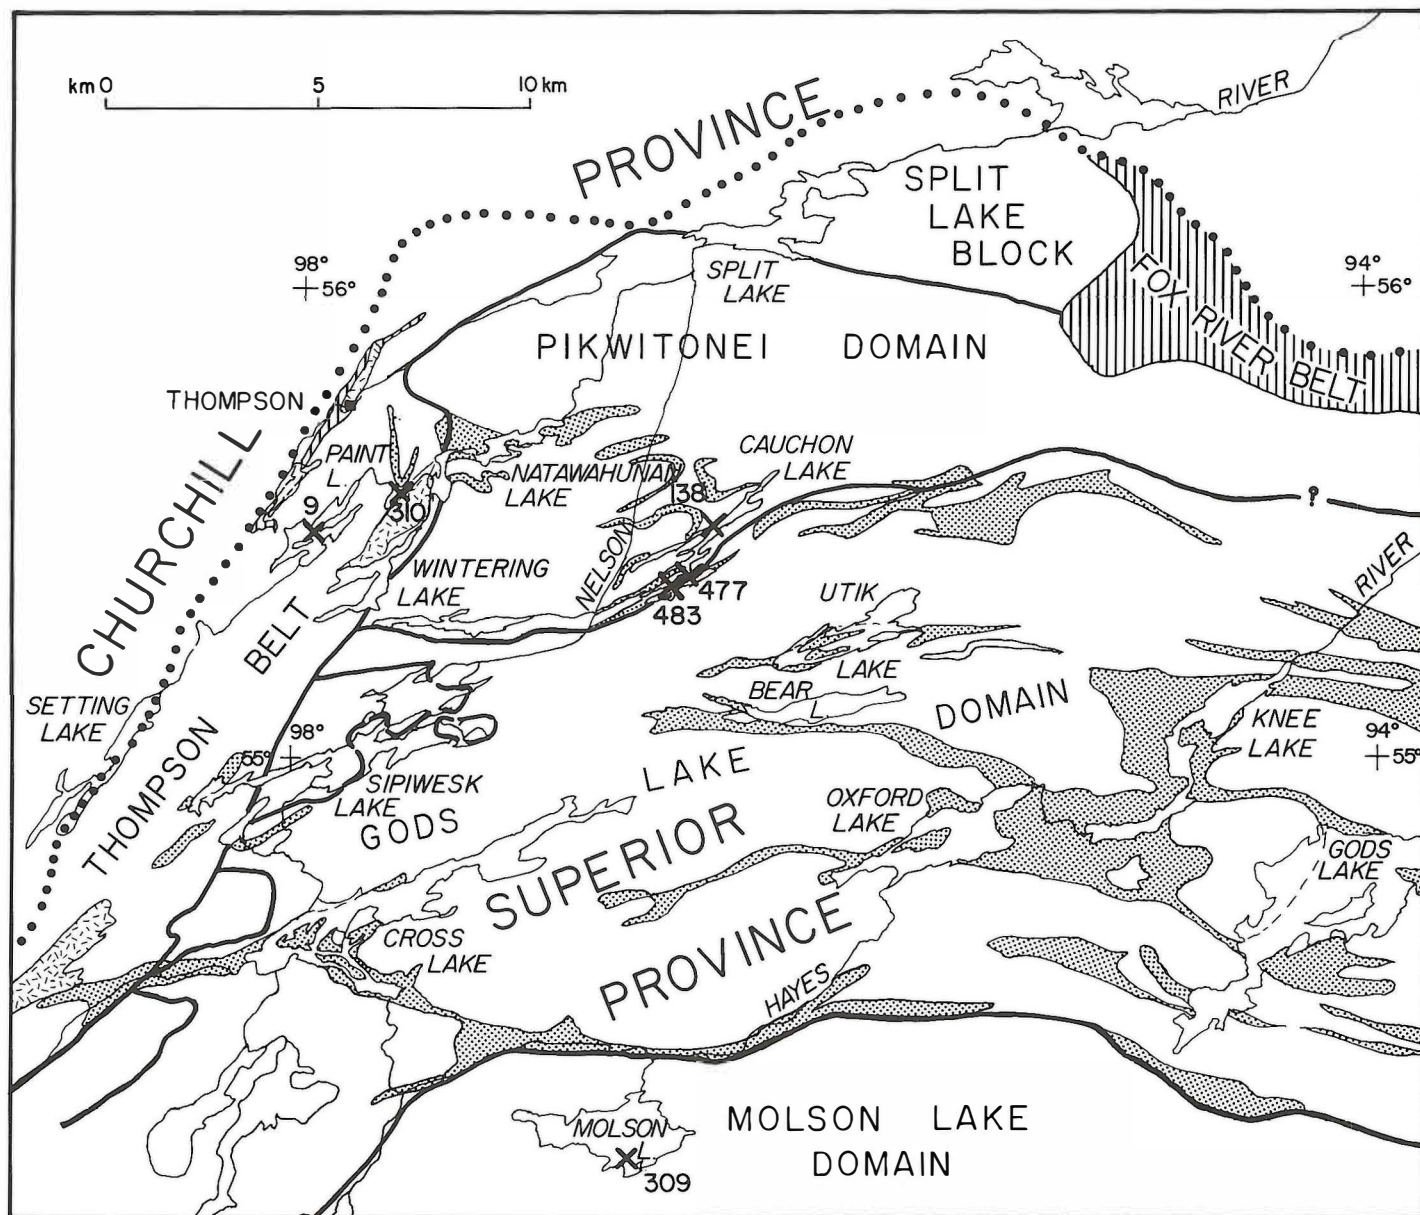 km 0 5 10 km
RIVER
PROVINCE
SPLIT
LAKE
BLOCK
98°
56°
SPLIT
LAKE
94°
56°
FOX RIVER BELT
PIKWITONEI DOMAIN
THOMPSON
CHURCHILL
PAINT
L.
CAUCHON
LAKE
NATAWAHUNAN
LAKE
138
9
310
?
WINTERING
LAKE
NELSON
477
483
UTIK
LAKE
RIVER
BELT
SETTING
LAKE
BEAR
L
DOMAIN
KNEE
LAKE
98°
55°
94°
55°
THOMPSON
SIPIWESK
LAKE
GODS
LAKE
OXFORD
LAKE
SUPERIOR
GODS
LAKE
CROSS
LAKE
PROVINCE
HAYES
MOLSON
L
309
MOLSON LAKE
DOMAIN